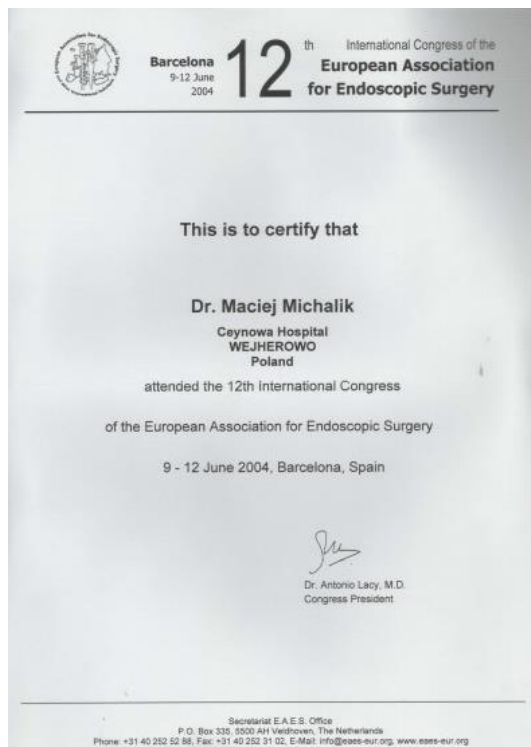 Barcelona
9-12 June
2004
12
th International Congress of the
European Association
for Endoscopic Surgery
This is to certify that
Dr. Maciej Michalik
Ceynowa Hospital
WEJHEROWO
Poland
attended the 12th International Congress
of the European Association for Endoscopic Surgery
9 - 12 June 2004, Barcelona, Spain
Dr. Antonio Lacy, M.D.
Congress President
Secretariat E.A.E.S. Office
P.O. Box 335, 5500 AH Veldhoven, The Netherlands
Phone: +31 40 252 52 88, Fax: +31 40 252 31 02, E-Mail: info@eaes-eur.org, www.eaes-eur.org